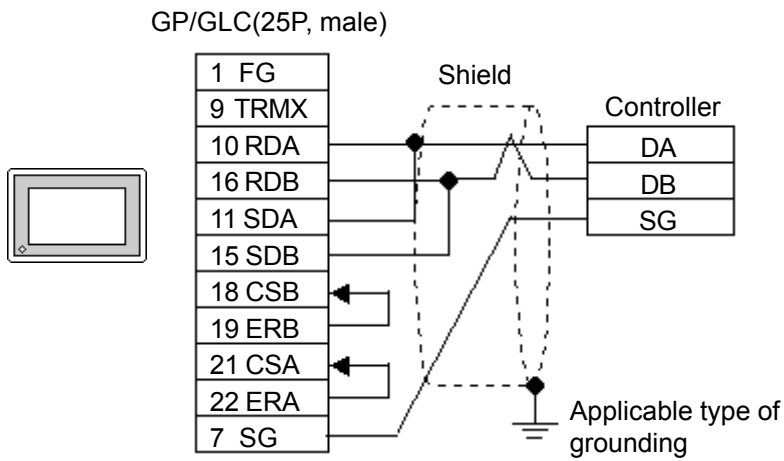 GP/GLC(25P, male)
1 FG
9 TRMX
10 RDA
16 RDB
11 SDA
15 SDB
18 CSB
19 ERB
21 CSA
22 ERA
7 SG
Shield
Controller
DA
DB
SG
Applicable type of
grounding